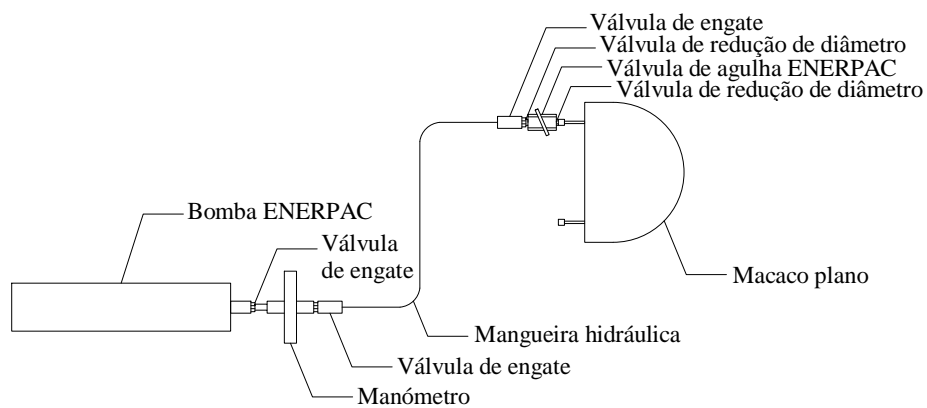 Válvula de engate
Válvula de redução de diâmetro
Válvula de agulha ENERPAC
Válvula de redução de diâmetro
Bomba ENERPAC
Válvula
de engate
Macaco plano
Mangueira hidráulica
Válvula de engate
Manómetro